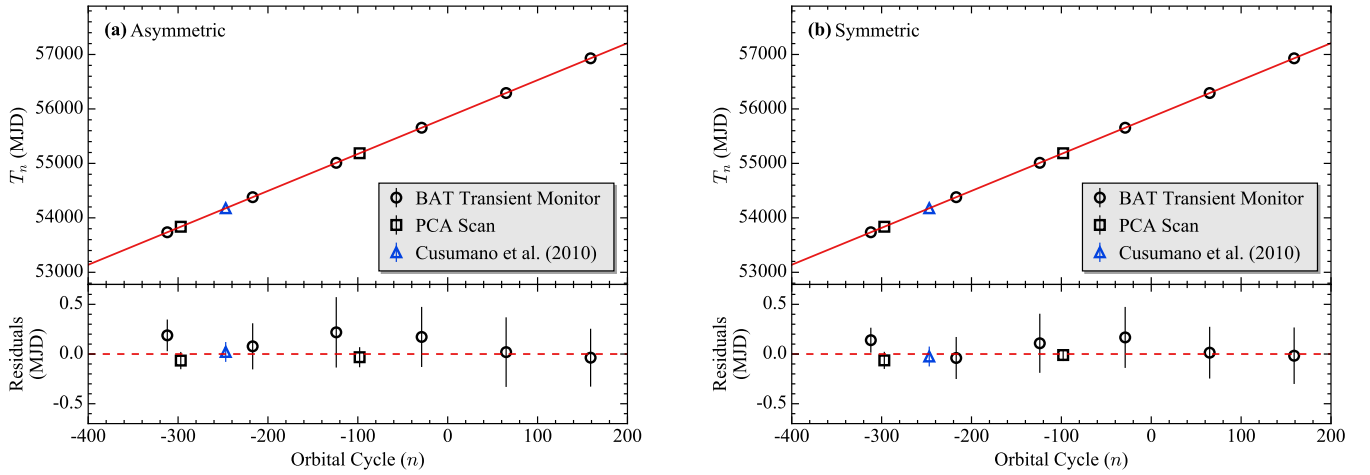 (a) Asymmetric
57000
56000
55000
54000
53000
T_n (MJD)
BAT Transient Monitor
PCA Scan
Cusumano et al. (2010)
0.5
0.0
-0.5
Residuals
(MJD)
-400 -300 -200 -100 0 100 200
Orbital Cycle (n)
(b) Symmetric
57000
56000
55000
54000
53000
T_n (MJD)
BAT Transient Monitor
PCA Scan
Cusumano et al. (2010)
0.5
0.0
-0.5
Residuals
(MJD)
-400 -300 -200 -100 0 100 200
Orbital Cycle (n)